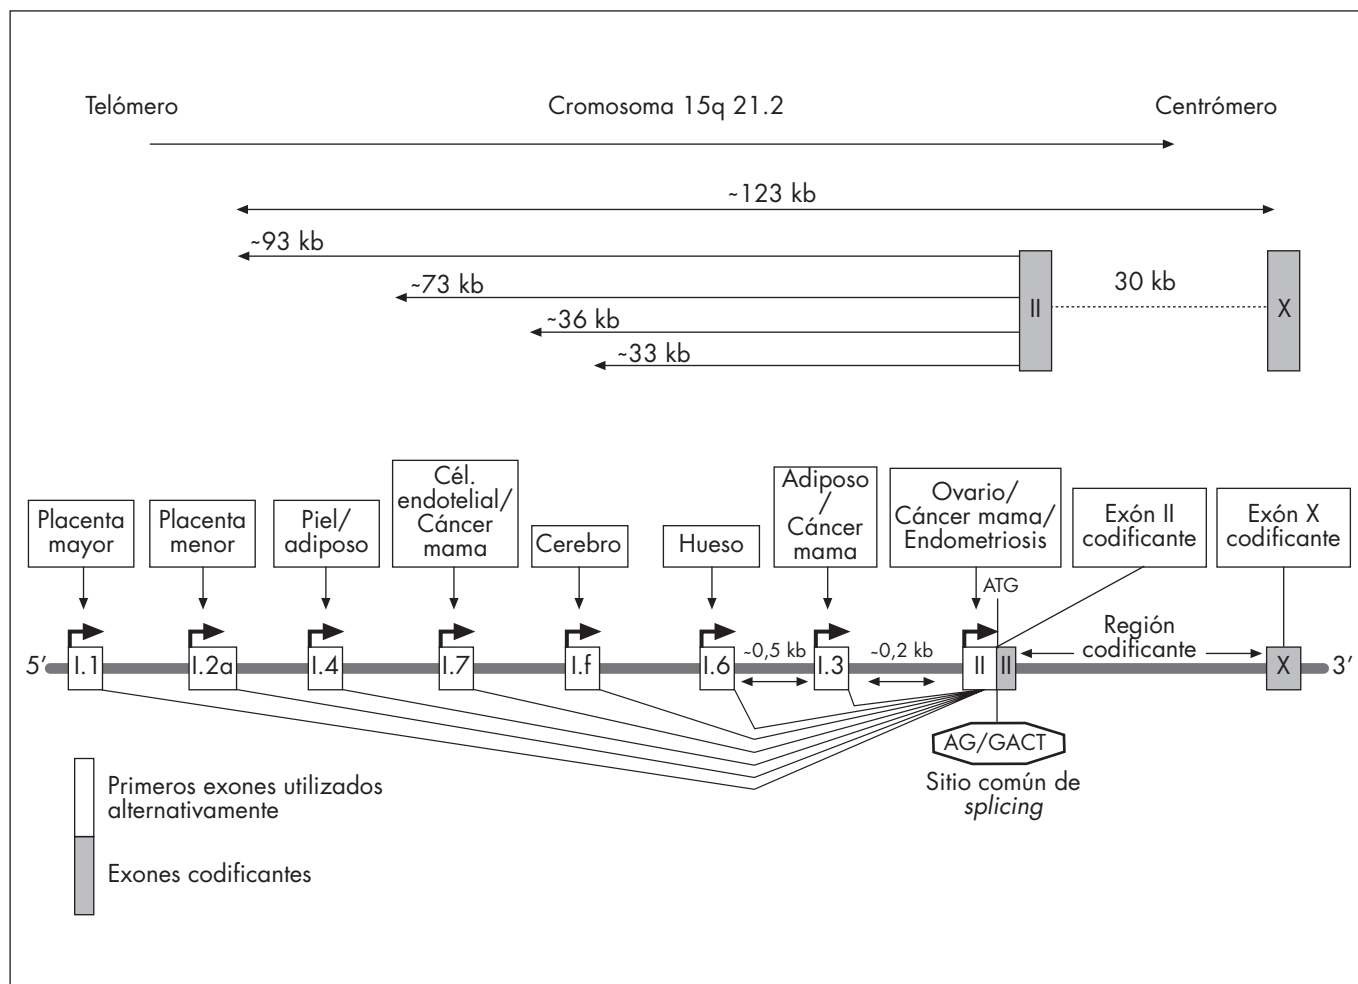 Telómero
Cromosoma 15q 21.2
Centrómero
~123 kb
~93 kb
~73 kb
~36 kb
~33 kb
II
30 kb
X
Placenta
mayor
Placenta
menor
Piel/
adiposo
Cél.
endotelial/
Cáncer
mama
Cerebro
Hueso
Adiposo
/
Cáncer
mama
Ovario/
Cáncer mama/
Endometriosis
Exón II
codificante
Exón X
codificante
ATG
5’
I.1
I.2a
I.4
I.7
I.f
I.6
~0,5 kb
I.3
~0,2 kb
II
II
Región
codificante
X
3’
AG/GACT
Sitio común de
splicing
Primeros exones utilizados
alternativamente
Exones codificantes